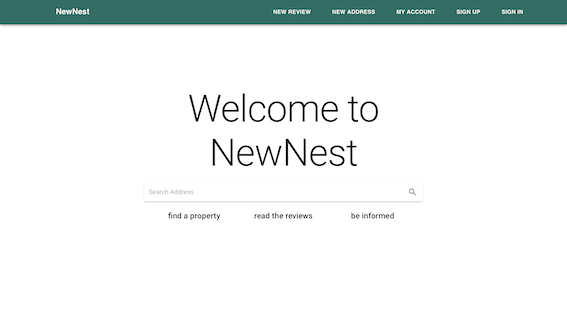 NewNest NEW REVIEW NEW ADDRESS MY ACCOUNT SIGN UP SIGN IN
Welcome to
NewNest
Search Address
find a property read the reviews be informed